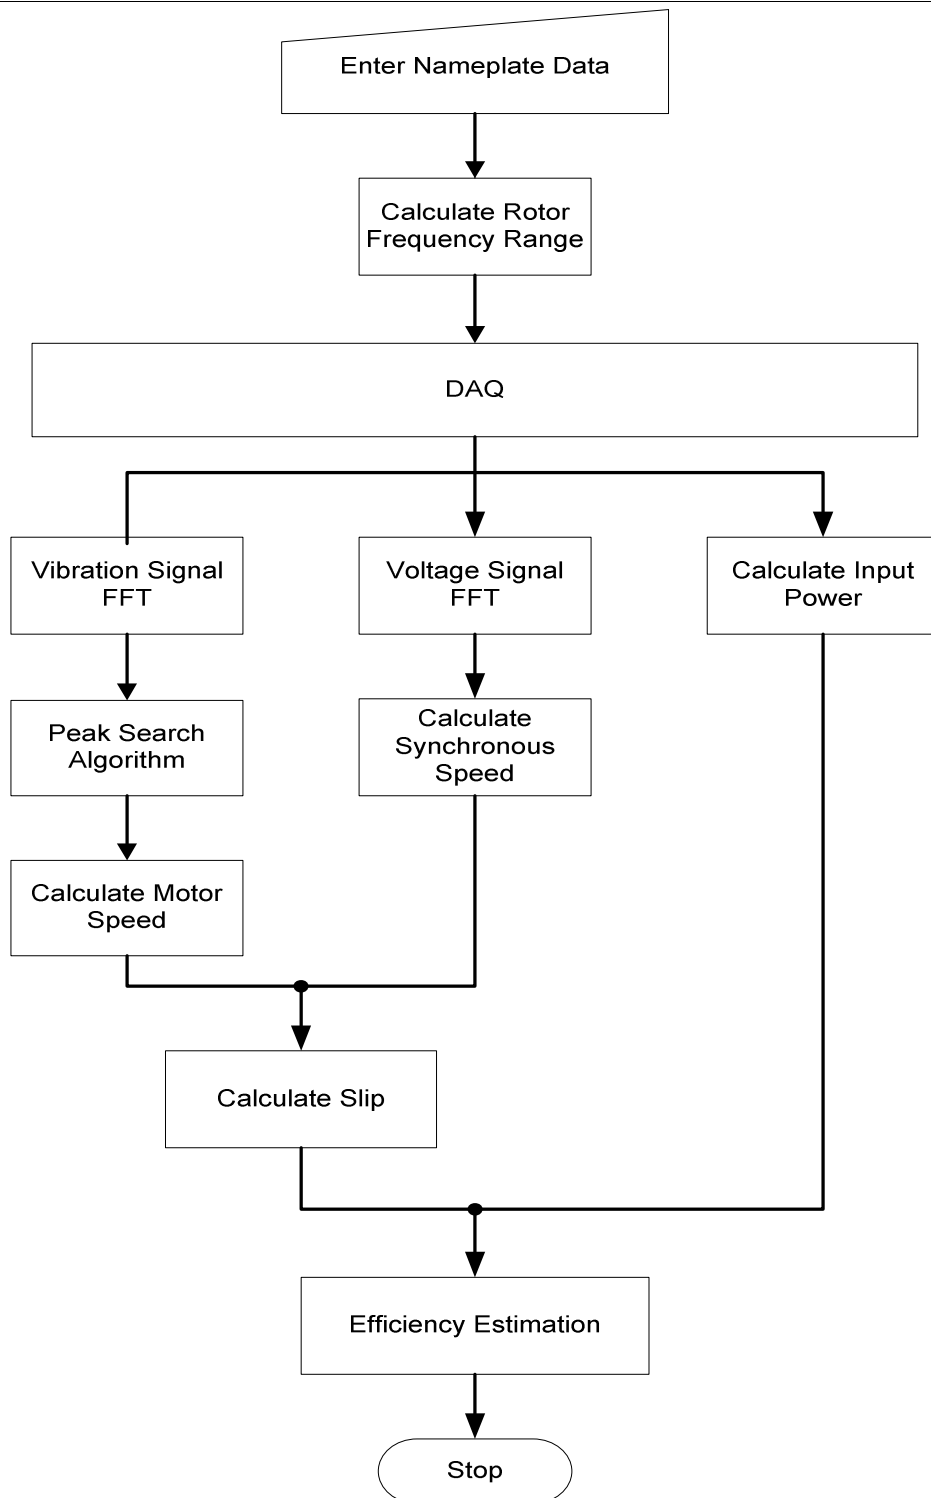 Enter Nameplate Data
Calculate Rotor
Frequency Range
DAQ
Vibration Signal
FFT
Voltage Signal
FFT
Calculate Input
Power
Peak Search
Algorithm
Calculate
Synchronous
Speed
Calculate Motor
Speed
Calculate Slip
Efficiency Estimation
Stop